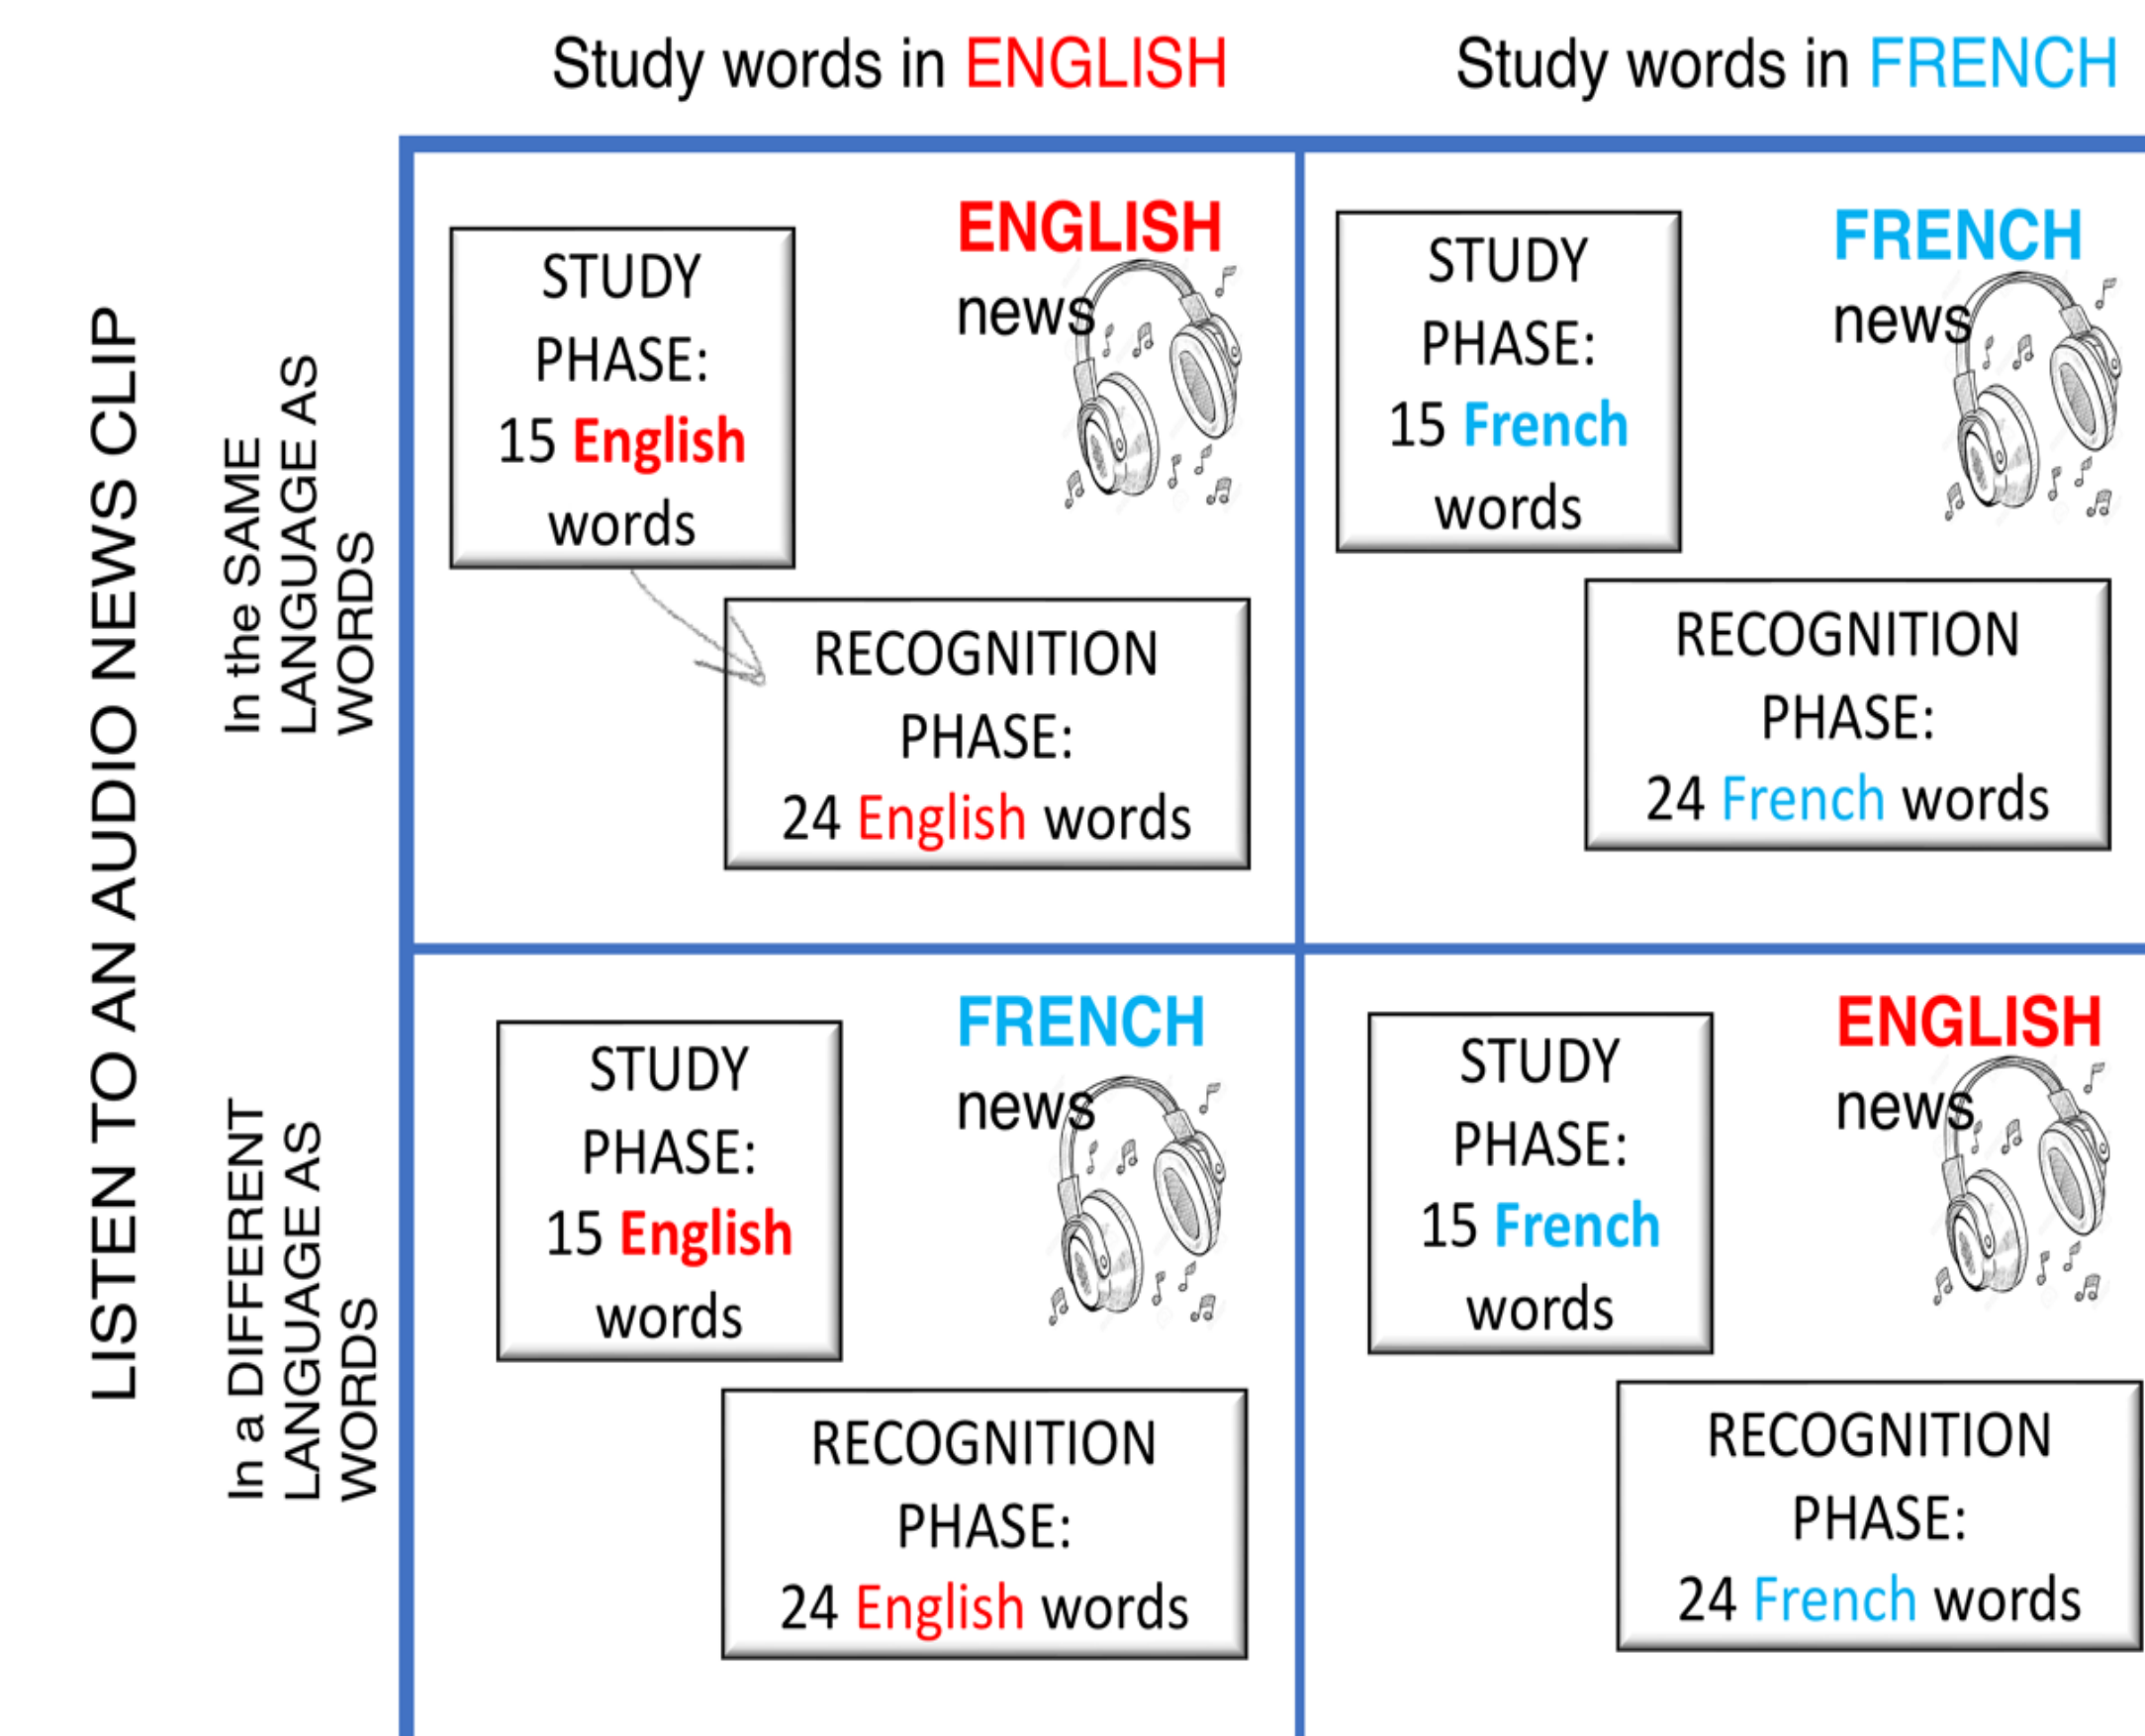 Study words in ENGLISH
Study words in FRENCH
LISTEN TO AN AUDIO NEWS CLIP
In the SAME
LANGUAGE AS
WORDS
STUDY
PHASE:
15 English
words
ENGLISH
news
RECOGNITION
PHASE:
24 English words
STUDY
PHASE:
15 French
words
FRENCH
news
RECOGNITION
PHASE:
24 French words
In a DIFFERENT
LANGUAGE AS
WORDS
STUDY
PHASE:
15 English
words
FRENCH
news
RECOGNITION
PHASE:
24 English words
STUDY
PHASE:
15 French
words
ENGLISH
news
RECOGNITION
PHASE:
24 French words